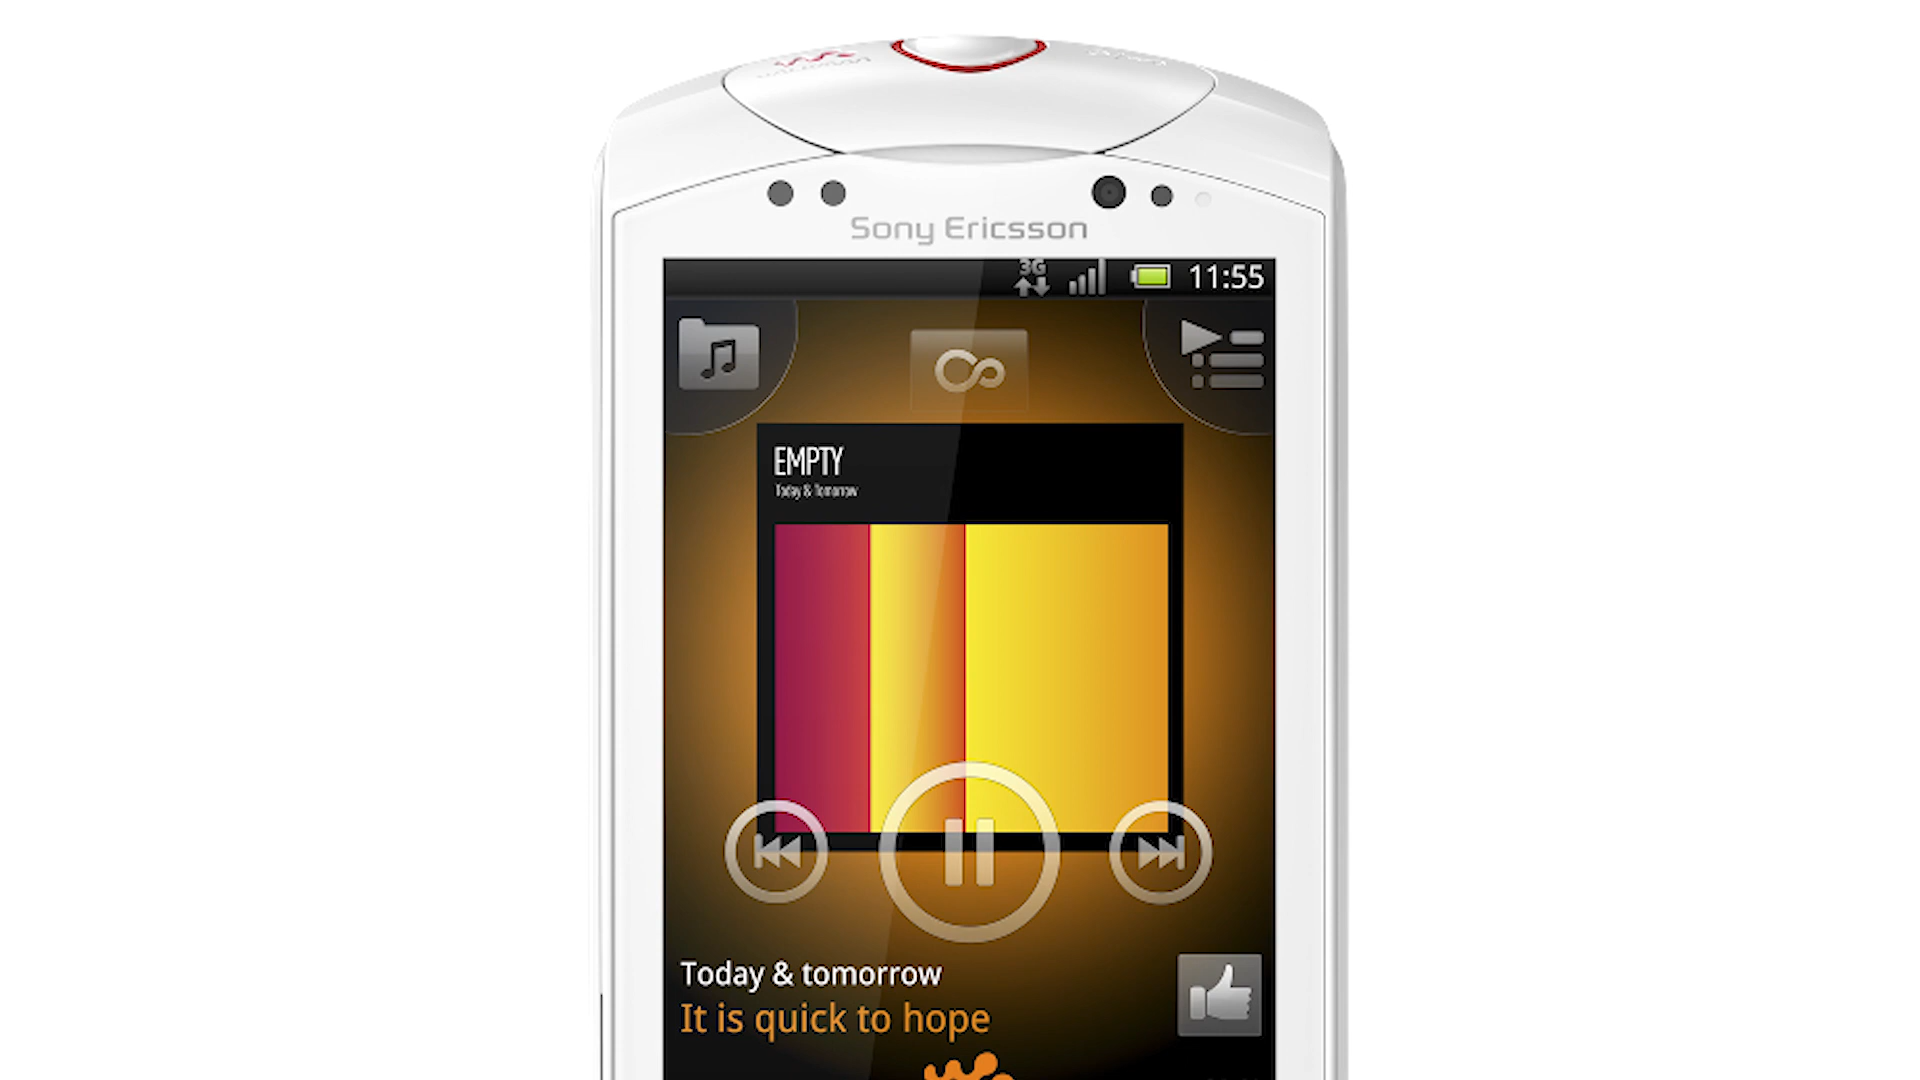 Sony Ericsson
3G
11:55
EMPTY
Today & Tomorrow
Today & tomorrow
It is quick to hope